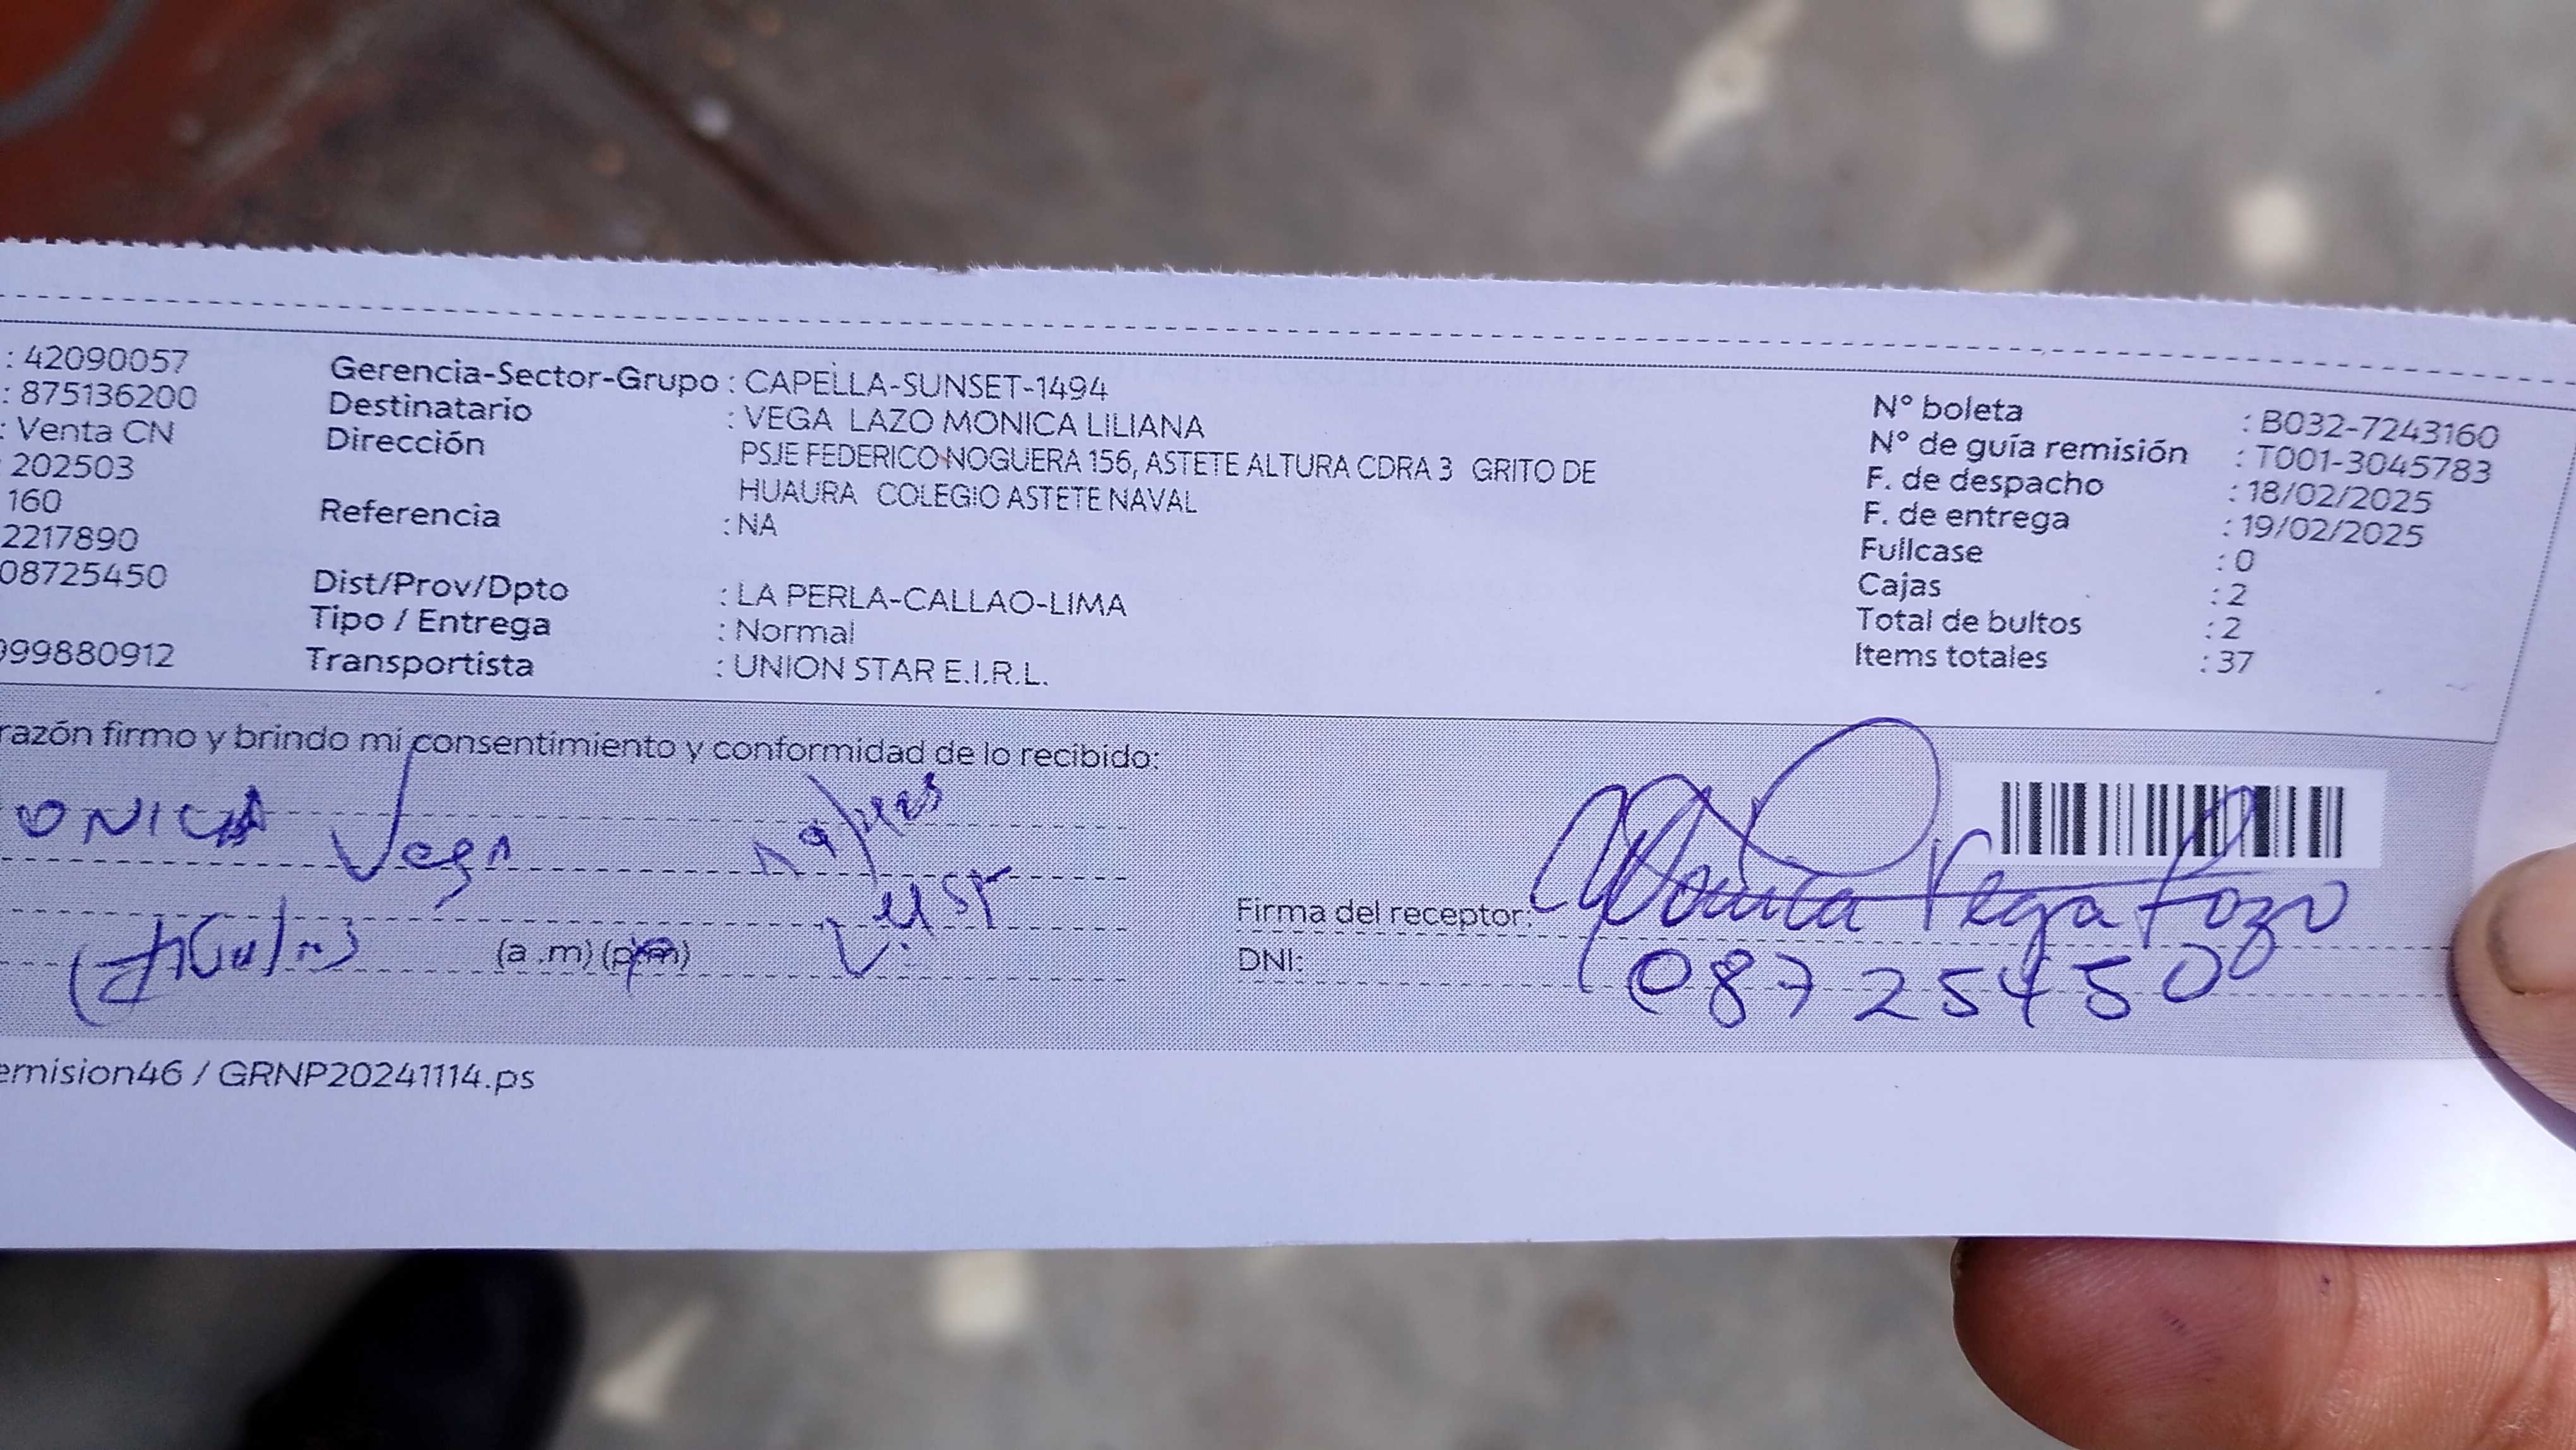 : 42090057
: 875136200
: Venta CN
202503
160
2217890
08725450
999880912
Gerencia-Sector-Grupo : CAPELLA-SUNSET-1494
Destinatario : VEGA LAZO MONICA LILIANA
Dirección PSJE FEDERICO NOGUERA 156, ASTETE ALTURA CDRA 3 GRITO DE
HUAURA COLEGIO ASTETE NAVAL
Referencia : NA
Dist/Prov/Dpto : LA PERLA-CALLAO-LIMA
Tipo / Entrega : Normal
Transportista : UNION STAR E.I.R.L.
N° boleta : B032-7243160
N° de guía remisión : T001-3045783
F. de despacho : 18/02/2025
F. de entrega : 19/02/2025
Fullcase : 0
Cajas : 2
Total de bultos : 2
Items totales : 37
razón firmo y brindo mi consentimiento y conformidad de lo recibido:
ONICA Vega
(a .m) (p.m)
Firma del receptor: Monica Vega Lozo
DNI: 08725450
emision46 / GRNP20241114.ps